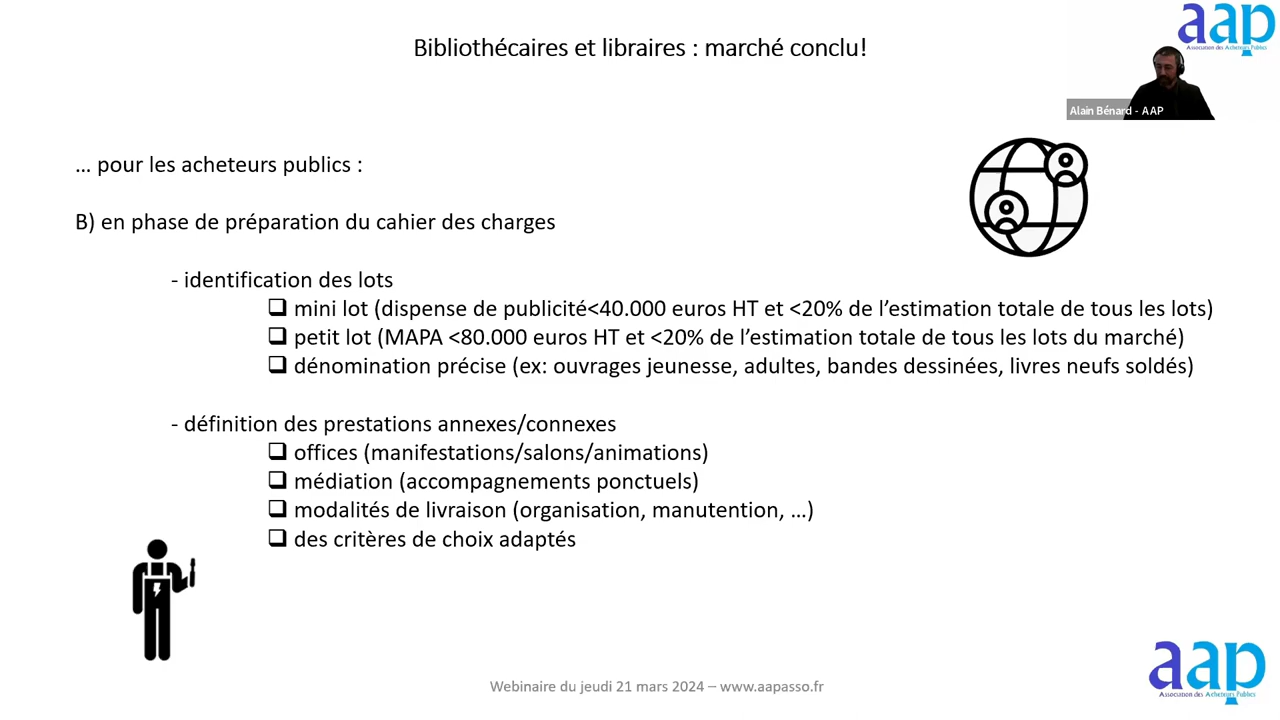 Bibliothécaires et libraires : marché conclu!
aap
Association des Acheteurs Publics
Alain Bénard - AAP
... pour les acheteurs publics :
B) en phase de préparation du cahier des charges
- identification des lots
❑ mini lot (dispense de publicité<40.000 euros HT et <20% de l’estimation totale de tous les lots)
❑ petit lot (MAPA <80.000 euros HT et <20% de l’estimation totale de tous les lots du marché)
❑ dénomination précise (ex: ouvrages jeunesse, adultes, bandes dessinées, livres neufs soldés)
- définition des prestations annexes/connexes
❑ offices (manifestations/salons/animations)
❑ médiation (accompagnements ponctuels)
❑ modalités de livraison (organisation, manutention, ...)
❑ des critères de choix adaptés
Webinaire du jeudi 21 mars 2024 – www.aapasso.fr
aap
Association des Acheteurs Publics